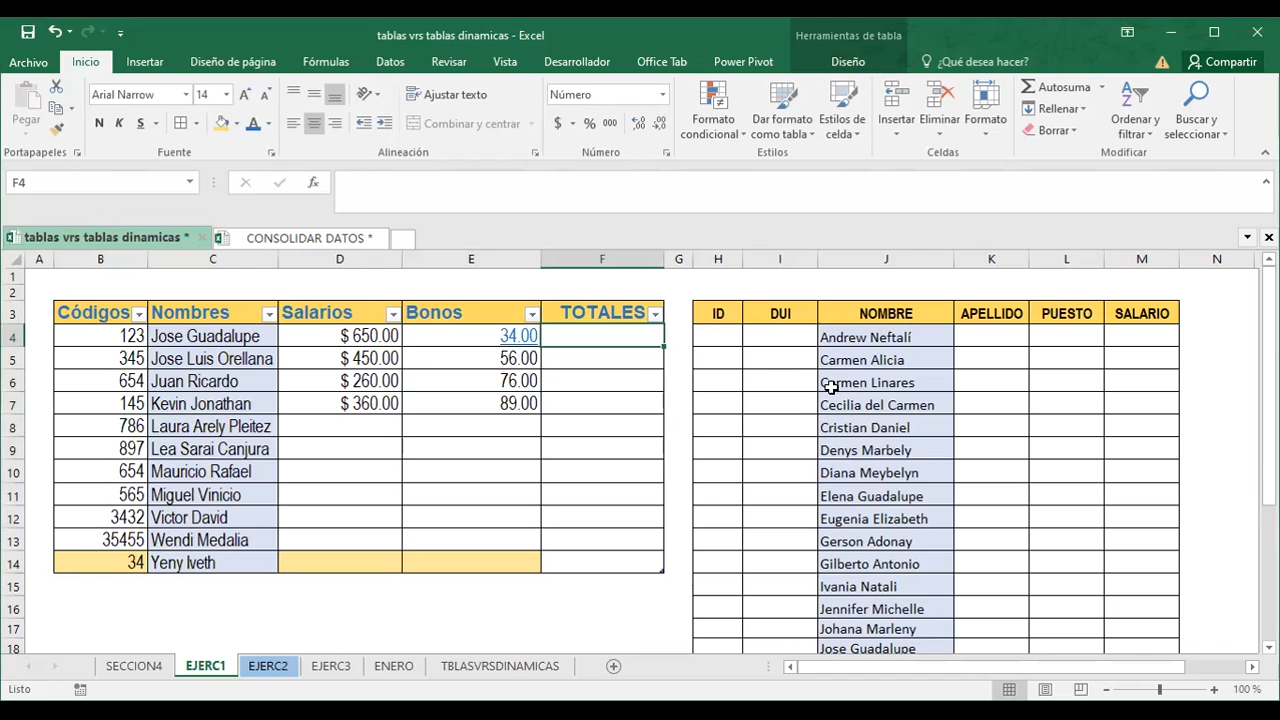 tablas vrs tablas dinamicas - Excel
Herramientas de tabla
Archivo Inicio Insertar Diseño de página Fórmulas Datos Revisar Vista Desarrollador Office Tab Power Pivot Diseño ¿Qué desea hacer? Compartir
Pegar
Portapapeles
Arial Narrow 14
N K S
Fuente
Ajustar texto
Combinar y centrar
Alineación
Número
$ % 000
Número
Formato condicional
Dar formato como tabla
Estilos de celda
Estilos
Insertar Eliminar Formato
Celdas
Autosuma
Rellenar
Borrar
Ordenar y filtrar
Buscar y seleccionar
Modificar
F4 fx
tablas vrs tablas dinamicas * CONSOLIDAR DATOS *
A B C D E F G H I J K L M N
1
2
3 Códigos Nombres Salarios Bonos TOTALES ID DUI NOMBRE APELLIDO PUESTO SALARIO
4 123 Jose Guadalupe $ 650.00 34.00 Andrew Neftalí
5 345 Jose Luis Orellana $ 450.00 56.00 Carmen Alicia
6 654 Juan Ricardo $ 260.00 76.00 Carmen Linares
7 145 Kevin Jonathan $ 360.00 89.00 Cecilia del Carmen
8 786 Laura Arely Pleitez Cristian Daniel
9 897 Lea Sarai Canjura Denys Marbely
10 654 Mauricio Rafael Diana Meybelyn
11 565 Miguel Vinicio Elena Guadalupe
12 3432 Victor David Eugenia Elizabeth
13 35455 Wendi Medalia Gerson Adonay
14 34 Yeny Iveth Gilberto Antonio
15 Ivania Natali
16 Jennifer Michelle
17 Johana Marleny
18 Jose Guadalupe
SECCION4 EJERC1 EJERC2 EJERC3 ENERO TBLASVRSDINAMICAS
Listo 100 %